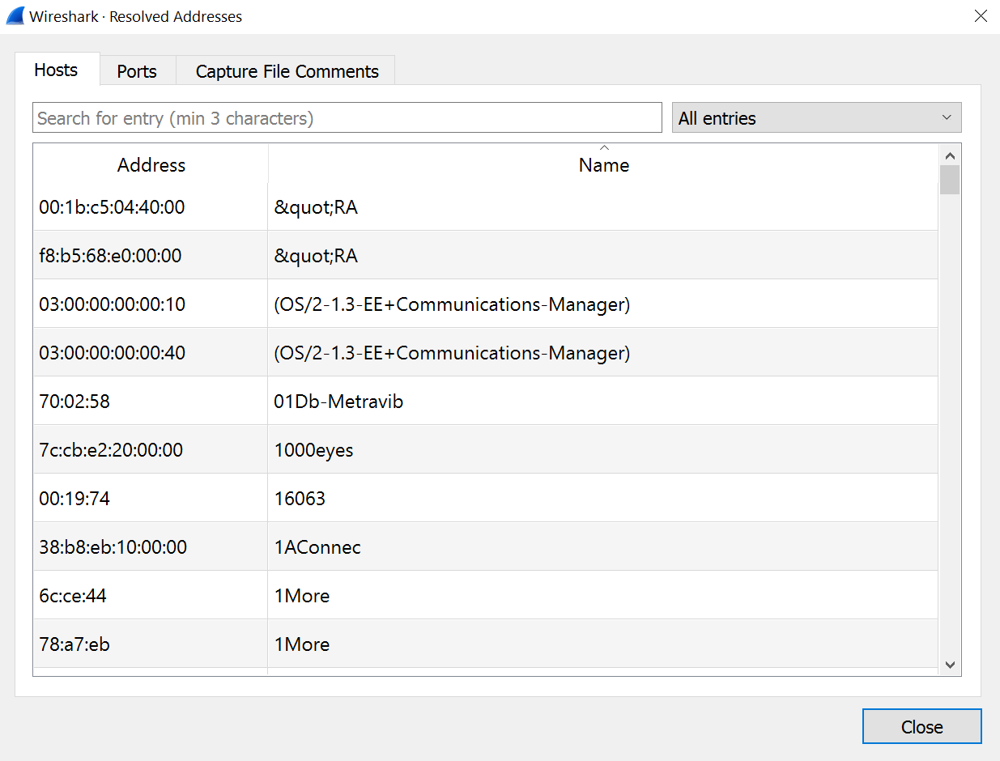 Wireshark · Resolved Addresses
Hosts Ports Capture File Comments
Search for entry (min 3 characters) All entries
Address Name
00:1b:c5:04:40:00 &quot;RA
f8:b5:68:e0:00:00 &quot;RA
03:00:00:00:00:10 (OS/2-1.3-EE+Communications-Manager)
03:00:00:00:00:40 (OS/2-1.3-EE+Communications-Manager)
70:02:58 01Db-Metravib
7c:cb:e2:20:00:00 1000eyes
00:19:74 16063
38:b8:eb:10:00:00 1AConnec
6c:ce:44 1More
78:a7:eb 1More
Close